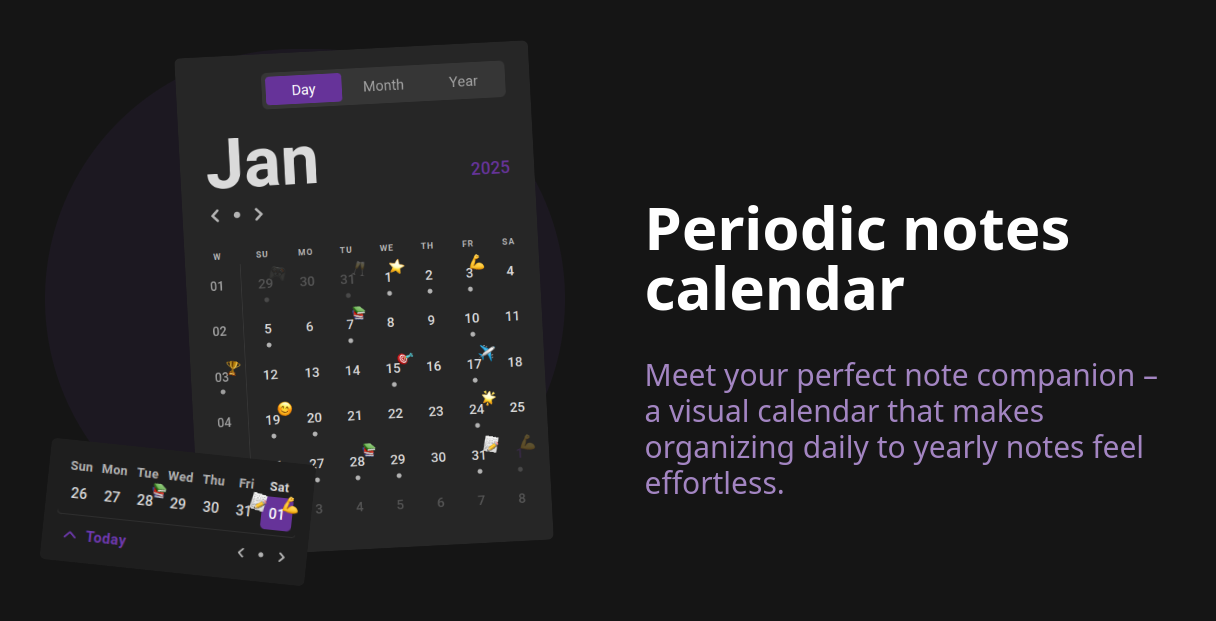 Day Month Year
Jan
2025
W SU MO TU WE TH FR SA
01 29 30 31 1 2 3 4
02 5 6 7 8 9 10 11
03 12 13 14 15 16 17 18
04 19 20 21 22 23 24 25
27 28 29 30 31
3 4 5 6 7 8
Sun Mon Tue Wed Thu Fri Sat
26 27 28 29 30 31 01
Today
Periodic notes
calendar
Meet your perfect note companion –
a visual calendar that makes
organizing daily to yearly notes feel
effortless.